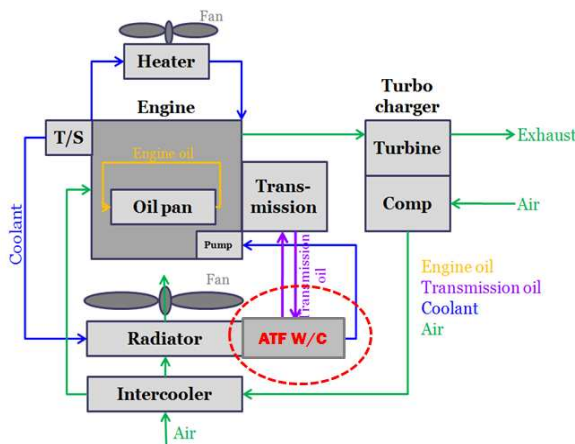 Fan
Heater
Engine
Turbo
charger
T/S
Engine oil
Oil pan
Trans-
mission
Turbine
Exhaust
Comp
Air
Pump
Coolant
Fan
Transmission
oil
Engine oil
Transmission oil
Coolant
Air
Radiator
ATF W/C
Intercooler
Air